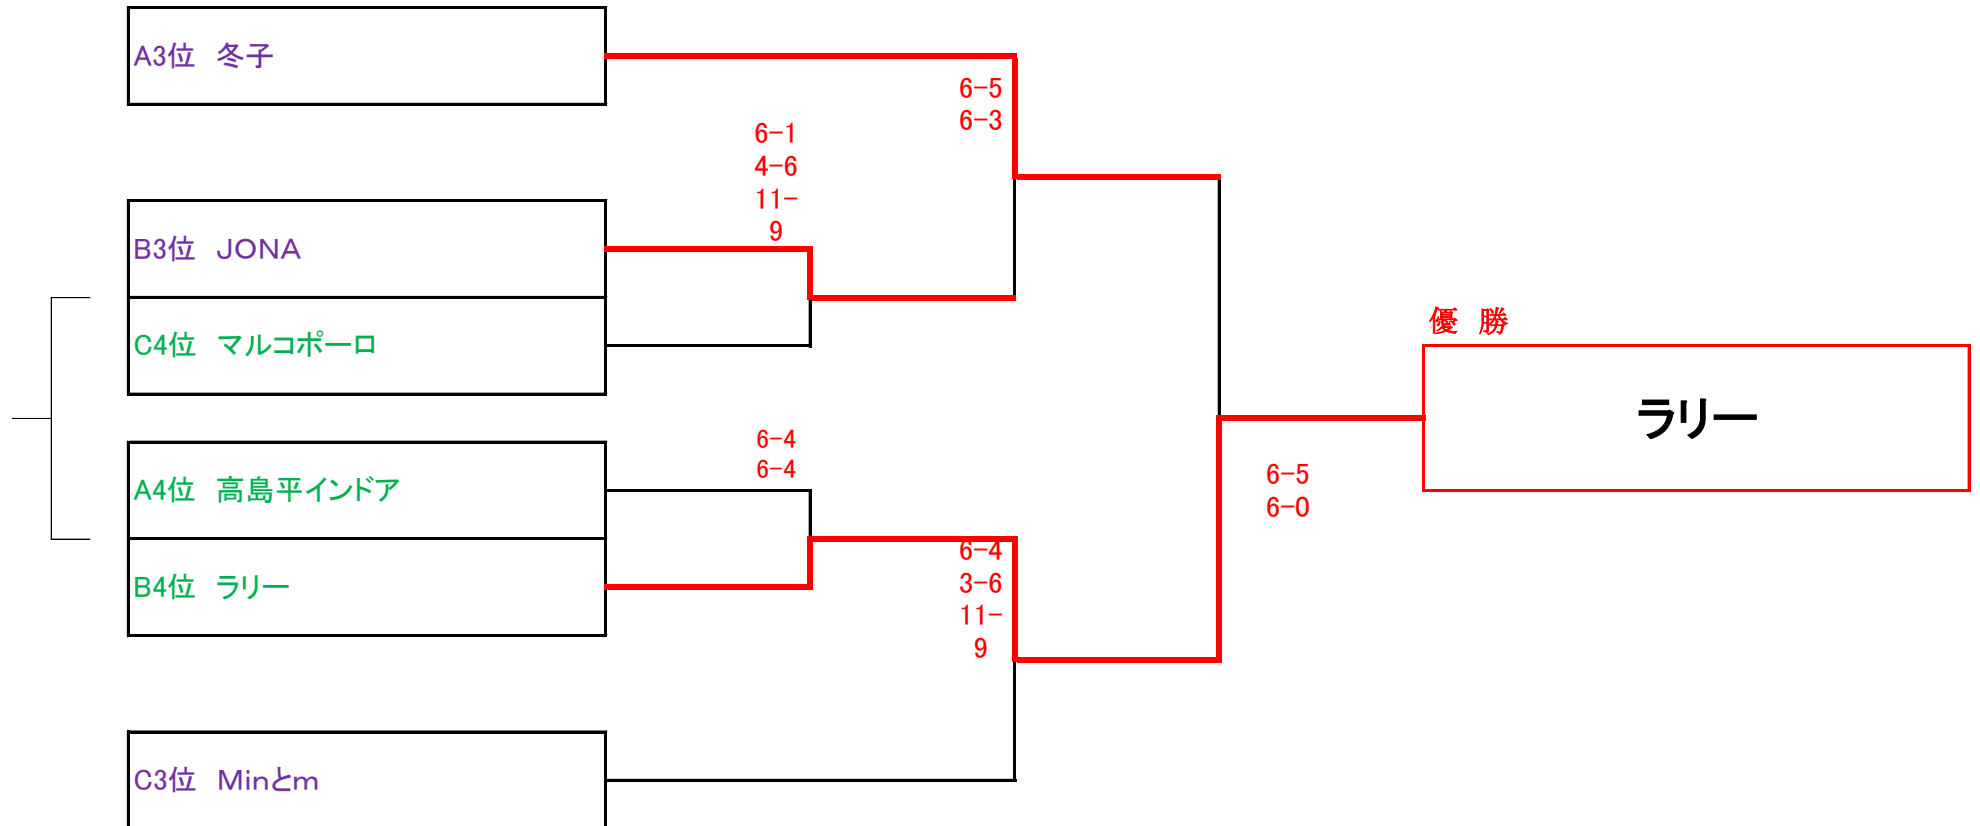 A3位　冬子
6-5
6-3
6-1
4-6
11-
9
B3位　JONA
C4位　マルコポーロ
優　勝
ラリー
A4位　高島平インドア
6-4
6-4
B4位　ラリー
6-5
6-0
6-4
3-6
11-
9
C3位　Minとm